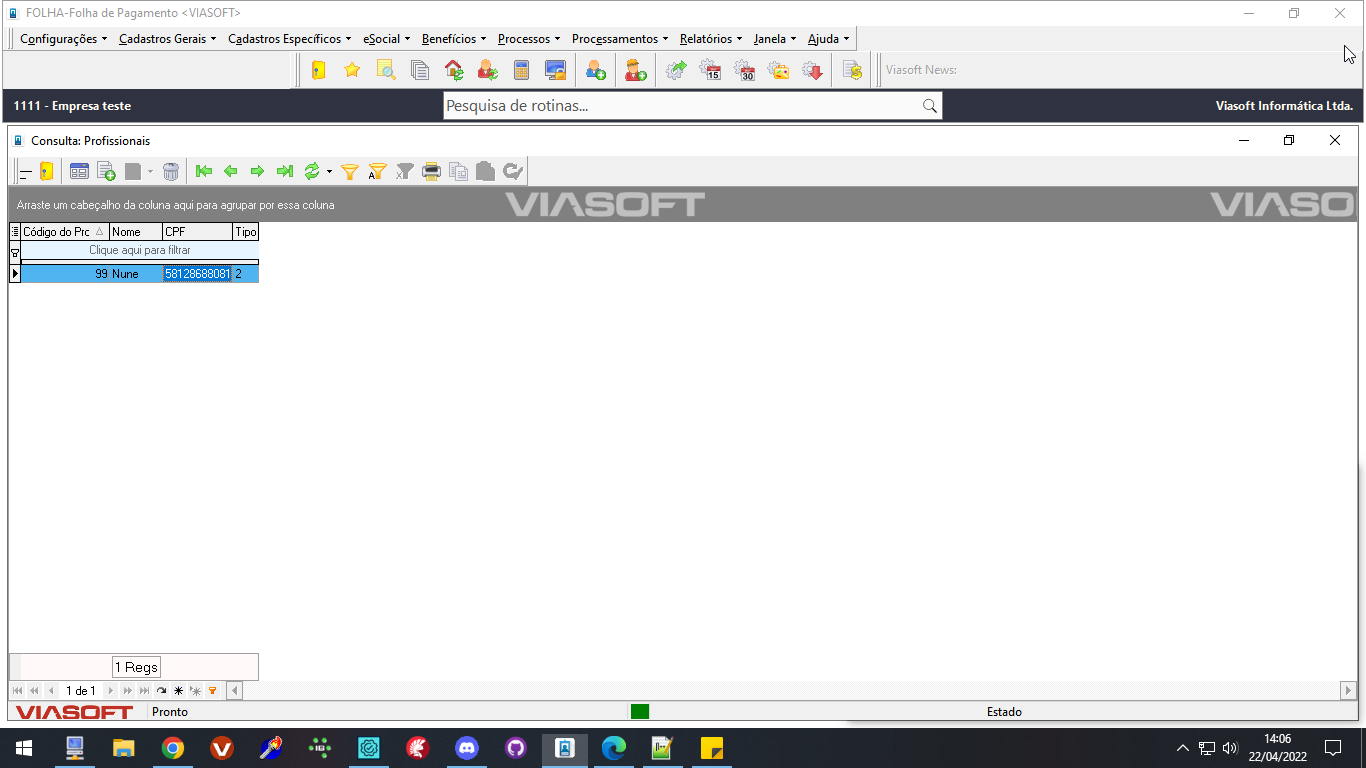 FOLHA-Folha de Pagamento <VIASOFT>
Configurações Cadastros Gerais Cadastros Específicos eSocial Benefícios Processos Processamentos Relatórios Janela Ajuda
15 30 Viasoft News:
1111 - Empresa teste Pesquisa de rotinas... Viasoft Informática Ltda.
Consulta: Profissionais
Arraste um cabeçalho da coluna aqui para agrupar por essa coluna VIASOFT VIASO
Código do Prc Nome CPF Tipo
Clique aqui para filtrar
99 Nune 58128688081 2
1 Regs
1 de 1
VIASOFT Pronto Estado
14:06
22/04/2022